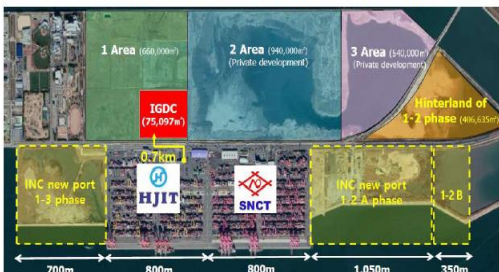 1 Area (660,000㎡)
2 Area (940,000㎡)
(Private development)
3 Area (540,000㎡)
(Private development)
IGDC
(75,097㎡)
Hinterland of
1-2 phase (406,635㎡)
0.7km
INC new port
1-3 phase
HJIT
SNCT
INC new port
1-2 A phase
1-2 B
700m
800m
800m
1,050m
350m